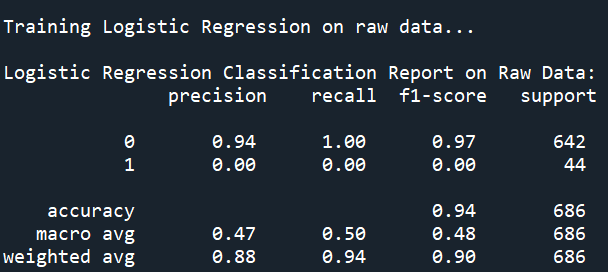 Training Logistic Regression on raw data...
Logistic Regression Classification Report on Raw Data:
precision recall f1-score support
0 0.94 1.00 0.97 642
1 0.00 0.00 0.00 44
accuracy 0.94 686
macro avg 0.47 0.50 0.48 686
weighted avg 0.88 0.94 0.90 686